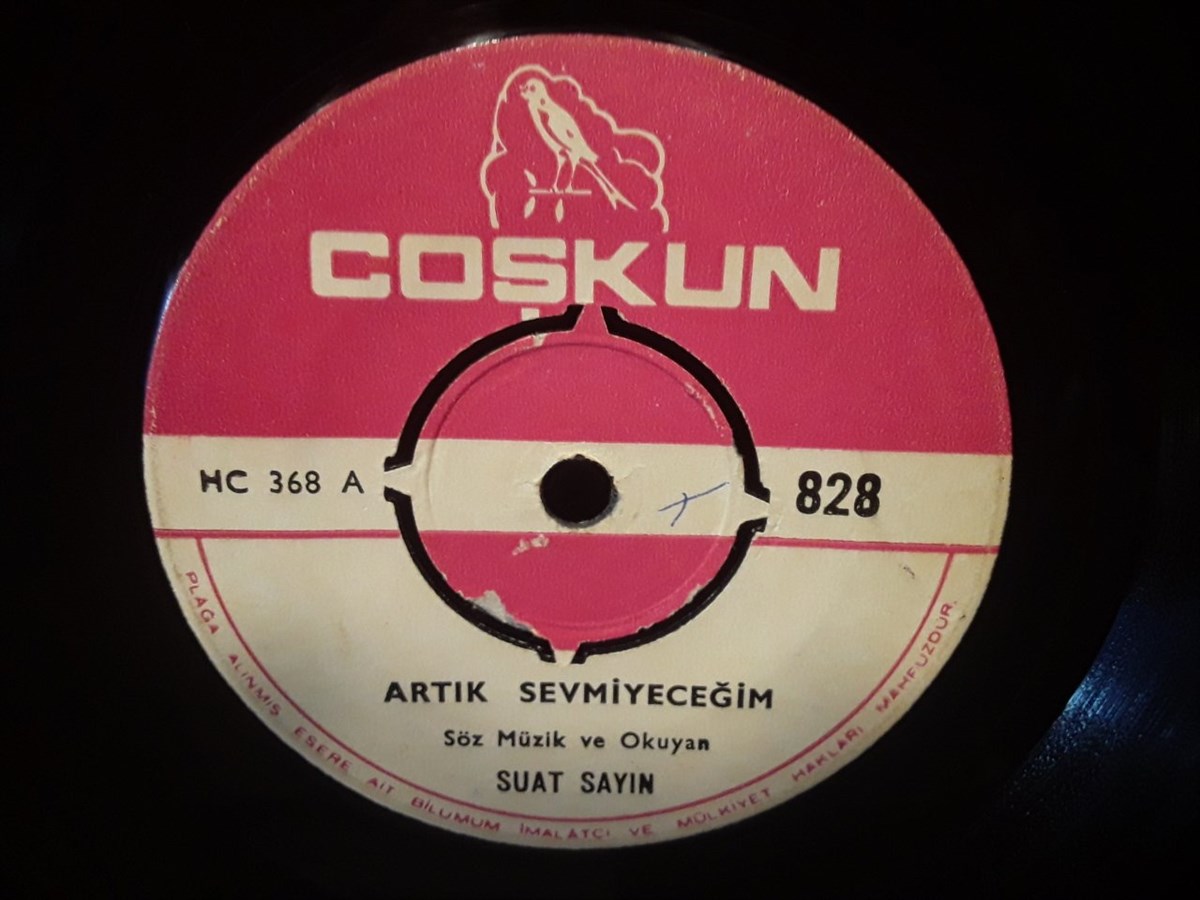 COŞKUN
HC 368 A
828
ARTIK SEVMİYECEĞİM
Söz Müzik ve Okuyan
SUAT SAYIN
PLAĞA ALINMIŞ ESERE AİT BİLUMUM İMALATÇI VE MÜLKİYET HAKLARI MAHFUZDUR.